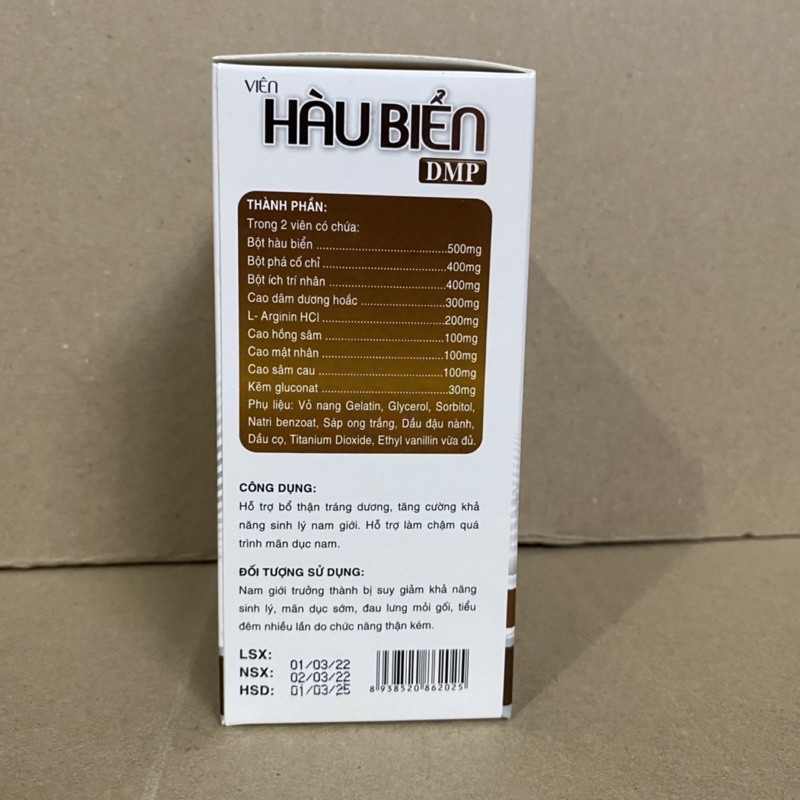 VIÊN
HÀU BIỂN
DMP
THÀNH PHẦN:
Trong 2 viên có chứa:
Bột hàu biển ........................................500mg
Bột phá cố chỉ ......................................400mg
Bột ích trí nhân ....................................400mg
Cao dâm dương hoắc ...........................300mg
L- Arginin HCl ......................................200mg
Cao hồng sâm ......................................100mg
Cao mật nhân ......................................100mg
Cao sâm cau ........................................100mg
Kẽm gluconat ........................................30mg
Phụ liệu: Vỏ nang Gelatin, Glycerol, Sorbitol,
Natri benzoat, Sáp ong trắng, Dầu đậu nành,
Dầu cọ, Titanium Dioxide, Ethyl vanillin vừa đủ.
CÔNG DỤNG:
Hỗ trợ bổ thận tráng dương, tăng cường khả
năng sinh lý nam giới. Hỗ trợ làm chậm quá
trình mãn dục nam.
ĐỐI TƯỢNG SỬ DỤNG:
Nam giới trưởng thành bị suy giảm khả năng
sinh lý, mãn dục sớm, đau lưng mỏi gối, tiểu
đêm nhiều lần do chức năng thận kém.
LSX: 01/03/22
NSX: 02/03/22
HSD: 01/03/25
8 938520 862025